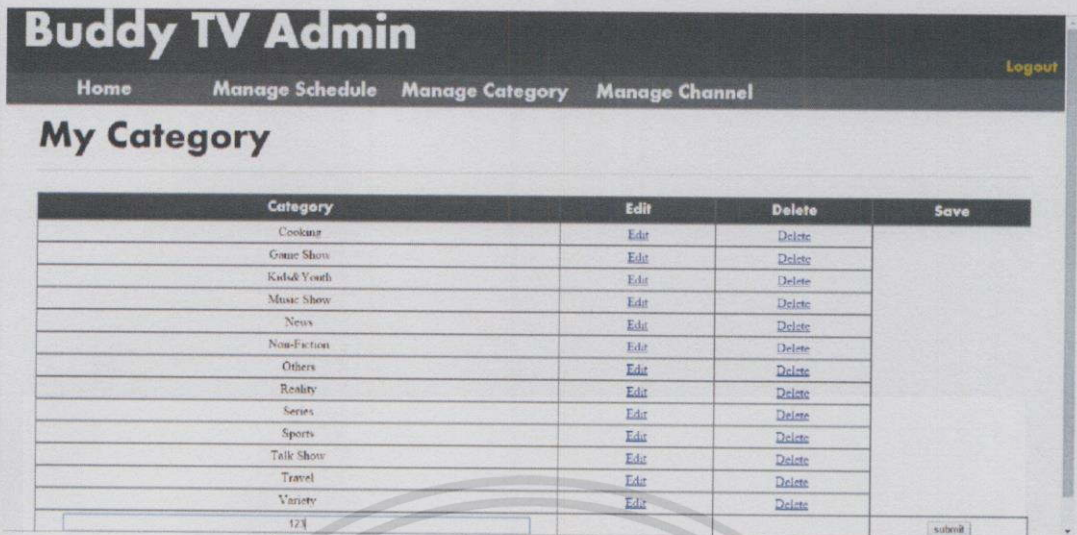 Buddy TV Admin
Logout
Home Manage Schedule Manage Category Manage Channel
My Category
Category Edit Delete Save
Cooking Edit Delete
Game Show Edit Delete
Kids&Youth Edit Delete
Music Show Edit Delete
News Edit Delete
Non-Fiction Edit Delete
Others Edit Delete
Reality Edit Delete
Series Edit Delete
Sports Edit Delete
Talk Show Edit Delete
Travel Edit Delete
Variety Edit Delete
123 submit